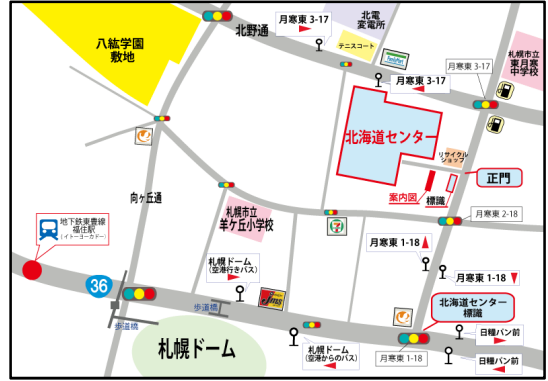 八紘学園
敷地
北野通
月寒東 3-17
北電
変電所
テニスコート
FamilyMart
月寒東 3-17
月寒東 3-17
札幌市立
東月寒
中学校
北海道センター
リサイクル
ショップ
正門
案内図
標識
向ヶ丘通
札幌市立
羊ケ丘小学校
月寒東 2-18
地下鉄東豊線
福住駅
(イトーヨーカドー)
札幌ドーム
(空港行きバス)
月寒東 1-18
月寒東 1-18
36
歩道橋
歩道橋
北海道センター
標識
日糧パン前
札幌ドーム
札幌ドーム
(空港からのバス)
月寒東 1-18
日糧パン前